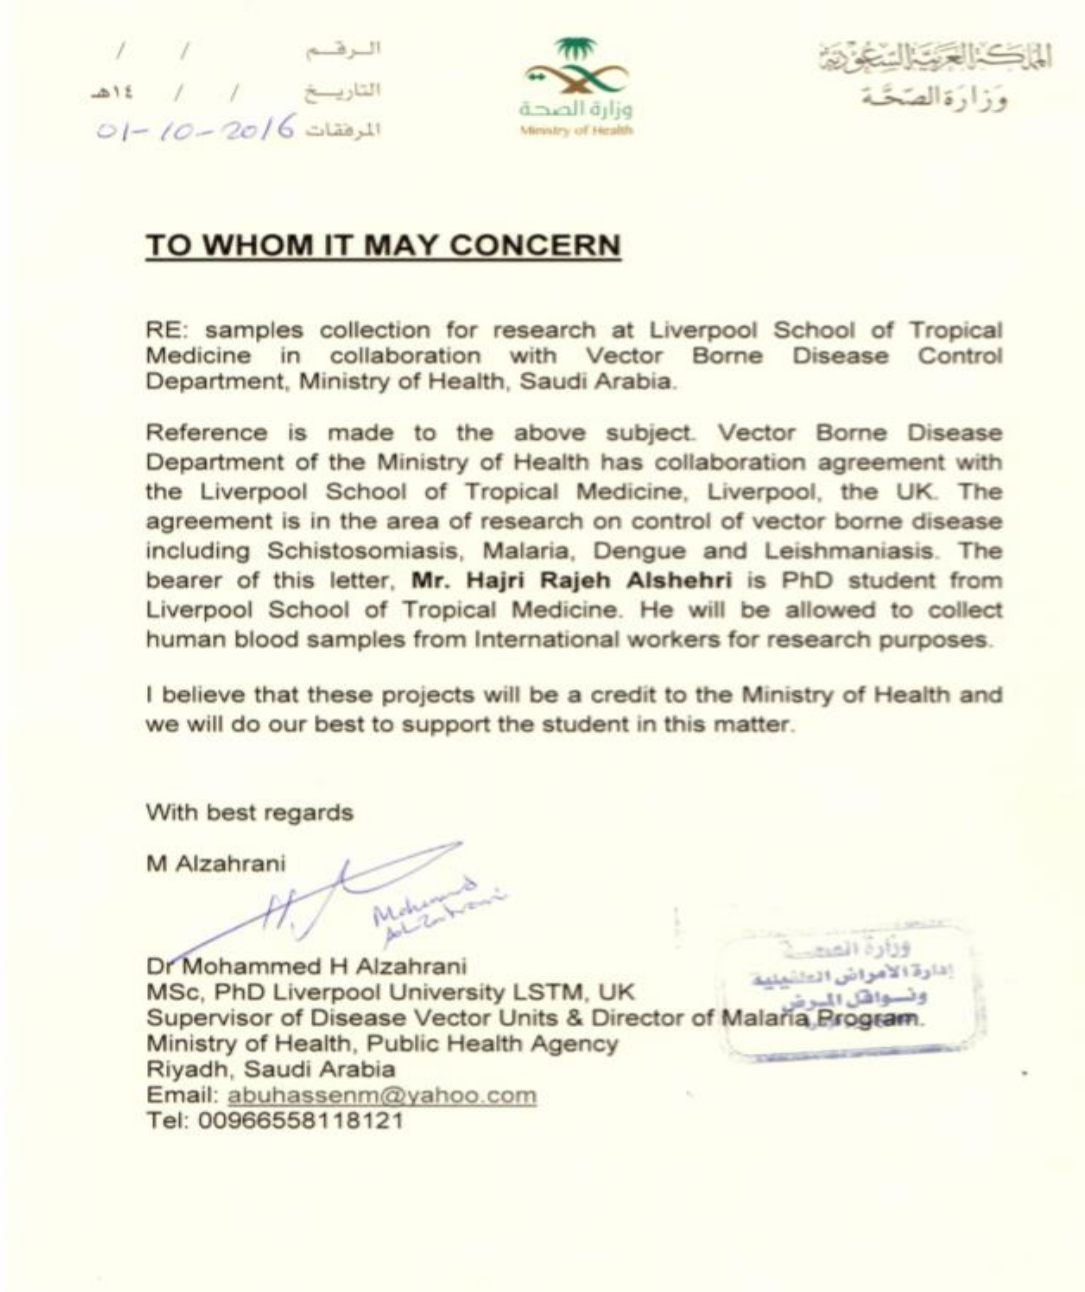 المملكة العربية السعودية
وزارة الصحة
وزارة الصحة
Ministry of Health
الرقم / /
التاريخ / / ١٤هـ
المرفقات 01-10-2016
TO WHOM IT MAY CONCERN
RE: samples collection for research at Liverpool School of Tropical
Medicine in collaboration with Vector Borne Disease Control
Department, Ministry of Health, Saudi Arabia.
Reference is made to the above subject. Vector Borne Disease
Department of the Ministry of Health has collaboration agreement with
the Liverpool School of Tropical Medicine, Liverpool, the UK. The
agreement is in the area of research on control of vector borne disease
including Schistosomiasis, Malaria, Dengue and Leishmaniasis. The
bearer of this letter, Mr. Hajri Rajeh Alshehri is PhD student from
Liverpool School of Tropical Medicine. He will be allowed to collect
human blood samples from International workers for research purposes.
I believe that these projects will be a credit to the Ministry of Health and
we will do our best to support the student in this matter.
With best regards
M Alzahrani
Mohammed
Al-Zahrani
Dr Mohammed H Alzahrani
MSc, PhD Liverpool University LSTM, UK
Supervisor of Disease Vector Units & Director of Malaria Program.
Ministry of Health, Public Health Agency
Riyadh, Saudi Arabia
Email: abuhassenm@yahoo.com
Tel: 00966558118121
وزارة الصحة
إدارة الأمراض الطفيلية
ونواقل المرض